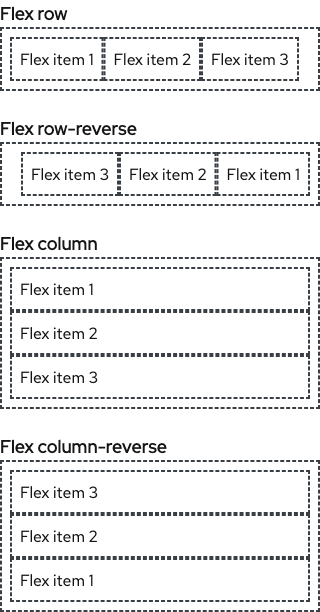 Flex row
Flex item 1 Flex item 2 Flex item 3
Flex row-reverse
Flex item 3 Flex item 2 Flex item 1
Flex column
Flex item 1
Flex item 2
Flex item 3
Flex column-reverse
Flex item 3
Flex item 2
Flex item 1